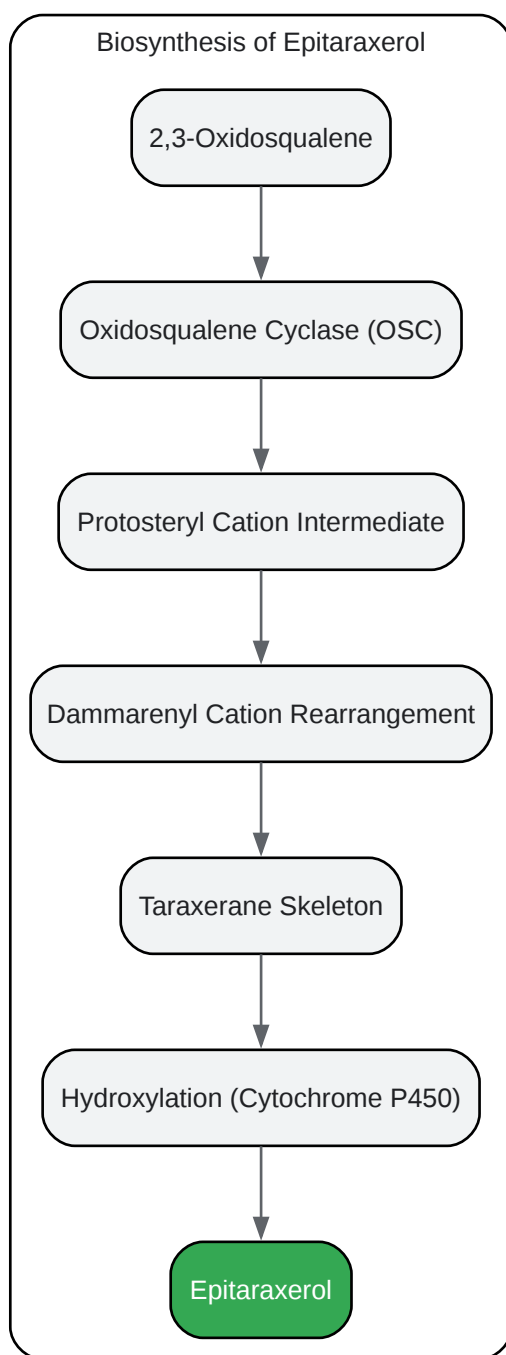 Biosynthesis of Epitaraxerol
2,3-Oxidosqualene
Oxidosqualene Cyclase (OSC)
Protosteryl Cation Intermediate
Dammarenyl Cation Rearrangement
Taraxerane Skeleton
Hydroxylation (Cytochrome P450)
Epitaraxerol